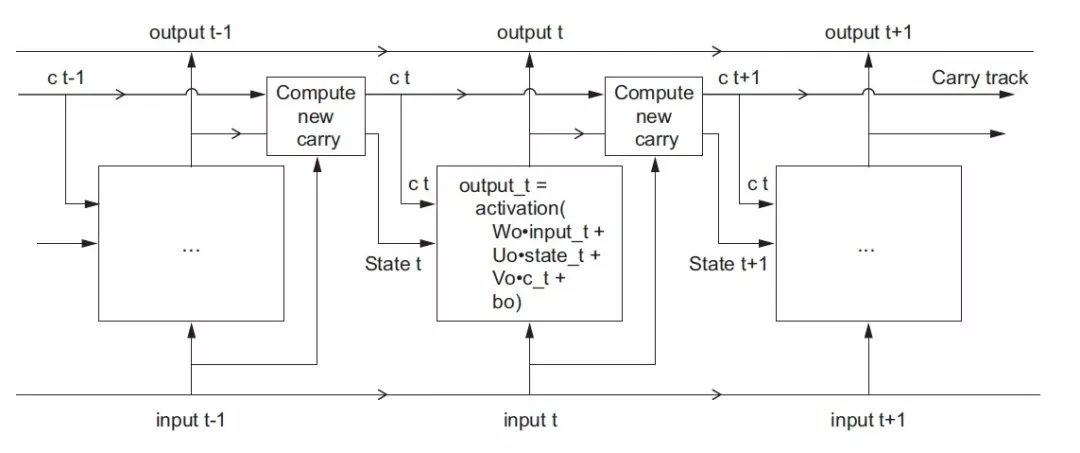 output t-1
output t
output t+1
c t-1
c t
c t+1
Carry track
Compute
new
carry
Compute
new
carry
c t
c t
...
output_t =
activation(
Wo•input_t +
Uo•state_t +
Vo•c_t +
bo)
...
State t
State t+1
input t-1
input t
input t+1